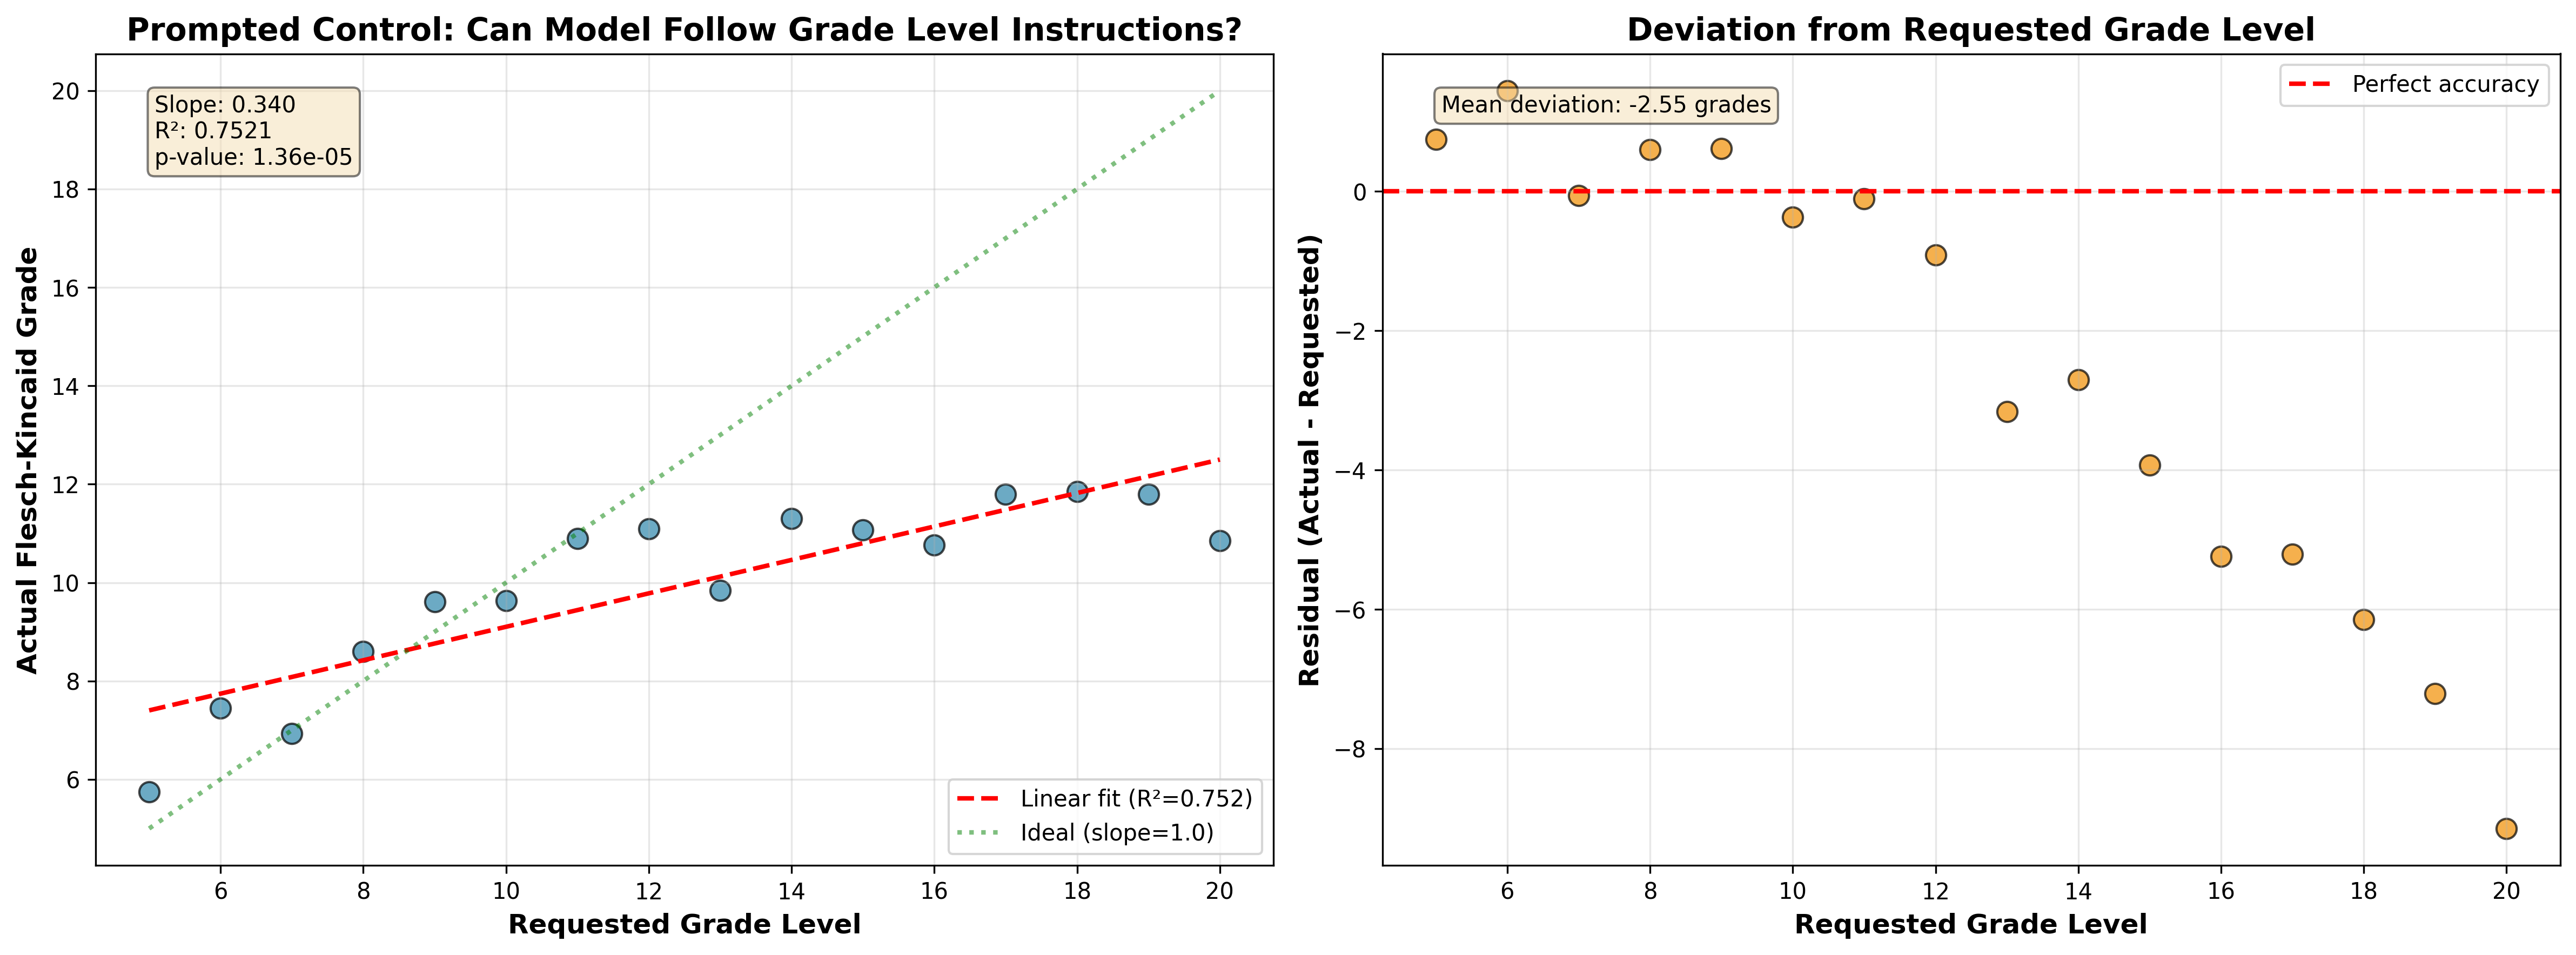 Prompted Control: Can Model Follow Grade Level Instructions?
Slope: 0.340
R²: 0.7521
p-value: 1.36e-05
20
18
16
14
12
10
8
6
Actual Flesch-Kincaid Grade
Linear fit (R²=0.752)
Ideal (slope=1.0)
6 8 10 12 14 16 18 20
Requested Grade Level
Deviation from Requested Grade Level
Mean deviation: -2.55 grades
Perfect accuracy
0
−2
−4
−6
−8
Residual (Actual - Requested)
6 8 10 12 14 16 18 20
Requested Grade Level